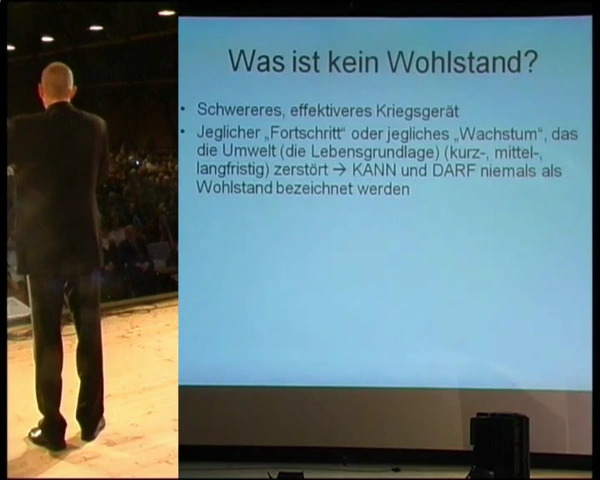 Was ist kein Wohlstand?
• Schwereres, effektiveres Kriegsgerät
• Jeglicher „Fortschritt“ oder jegliches „Wachstum“, das
die Umwelt (die Lebensgrundlage) (kurz-, mittel-,
langfristig) zerstört → KANN und DARF niemals als
Wohlstand bezeichnet werden